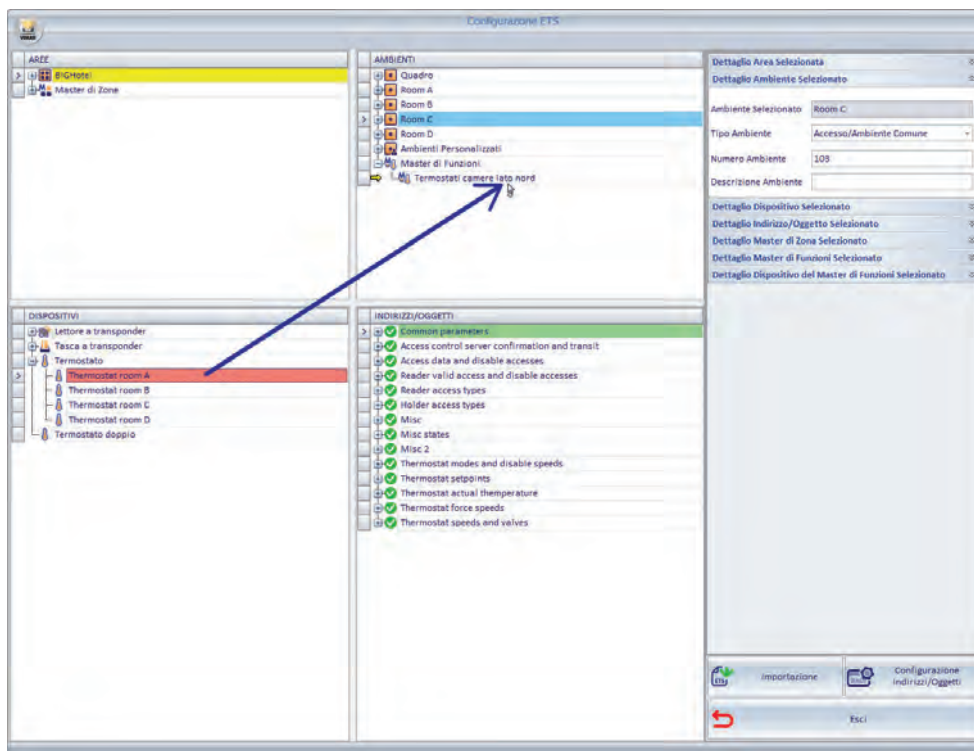 Configurazione ETS
VIMAR
AREE
BIGHotel
Master di Zone
AMBIENTI
Quadro
Room A
Room B
Room C
Room D
Ambienti Personalizzati
Master di Funzioni
Termostati camere lato nord
Dettaglio Area Selezionata
Dettaglio Ambiente Selezionato
Ambiente Selezionato Room C
Tipo Ambiente Accesso/Ambiente Comune
Numero Ambiente 103
Descrizione Ambiente
Dettaglio Dispositivo Selezionato
Dettaglio Indirizzo/Oggetto Selezionato
Dettaglio Master di Zona Selezionato
Dettaglio Master di Funzioni Selezionato
Dettaglio Dispositivo del Master di Funzioni Selezionato
DISPOSITIVI
Lettore a transponder
Tasca a transponder
Termostato
Thermostat room A
Thermostat room B
Thermostat room C
Thermostat room D
Termostato doppio
INDIRIZZI/OGGETTI
Common parameters
Access control server confirmation and transit
Access data and disable accesses
Reader valid access and disable accesses
Reader access types
Holder access types
Misc
Misc states
Misc 2
Thermostat modes and disable speeds
Thermostat setpoints
Thermostat actual themperature
Thermostat force speeds
Thermostat speeds and valves
ETS
Importazione
Configurazione
Indirizzi/Oggetti
Esci